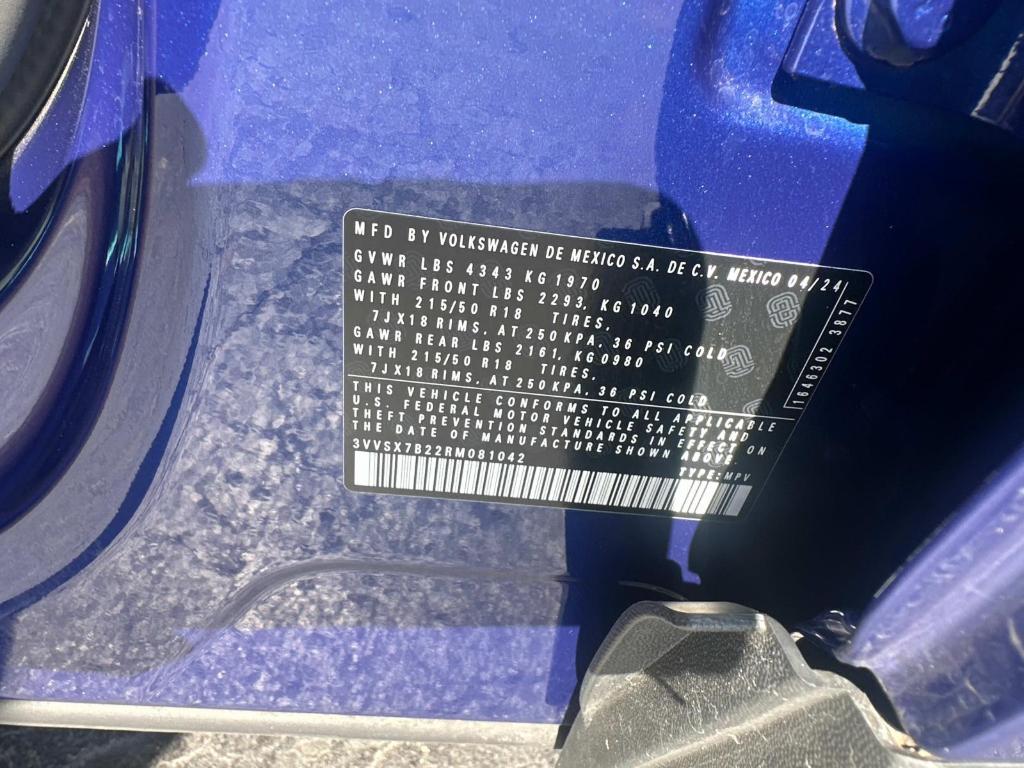 MFD BY VOLKSWAGEN DE MEXICO S.A. DE C.V. MEXICO 04/24
GVWR LBS 4343 KG 1970
GAWR FRONT LBS 2293, KG 1040
WITH 215/50 R18 TIRES,
7JX18 RIMS, AT 250 KPA, 36 PSI COLD
GAWR REAR LBS 2161, KG 0980
WITH 215/50 R18 TIRES,
7JX18 RIMS, AT 250 KPA, 36 PSI COLD
THIS VEHICLE CONFORMS TO ALL APPLICABLE
U.S. FEDERAL MOTOR VEHICLE SAFETY AND
THEFT PREVENTION STANDARDS IN EFFECT ON
THE DATE OF MANUFACTURE SHOWN ABOVE.
3VVSX7B22RM081042 TYPE: MPV
1646302 3877